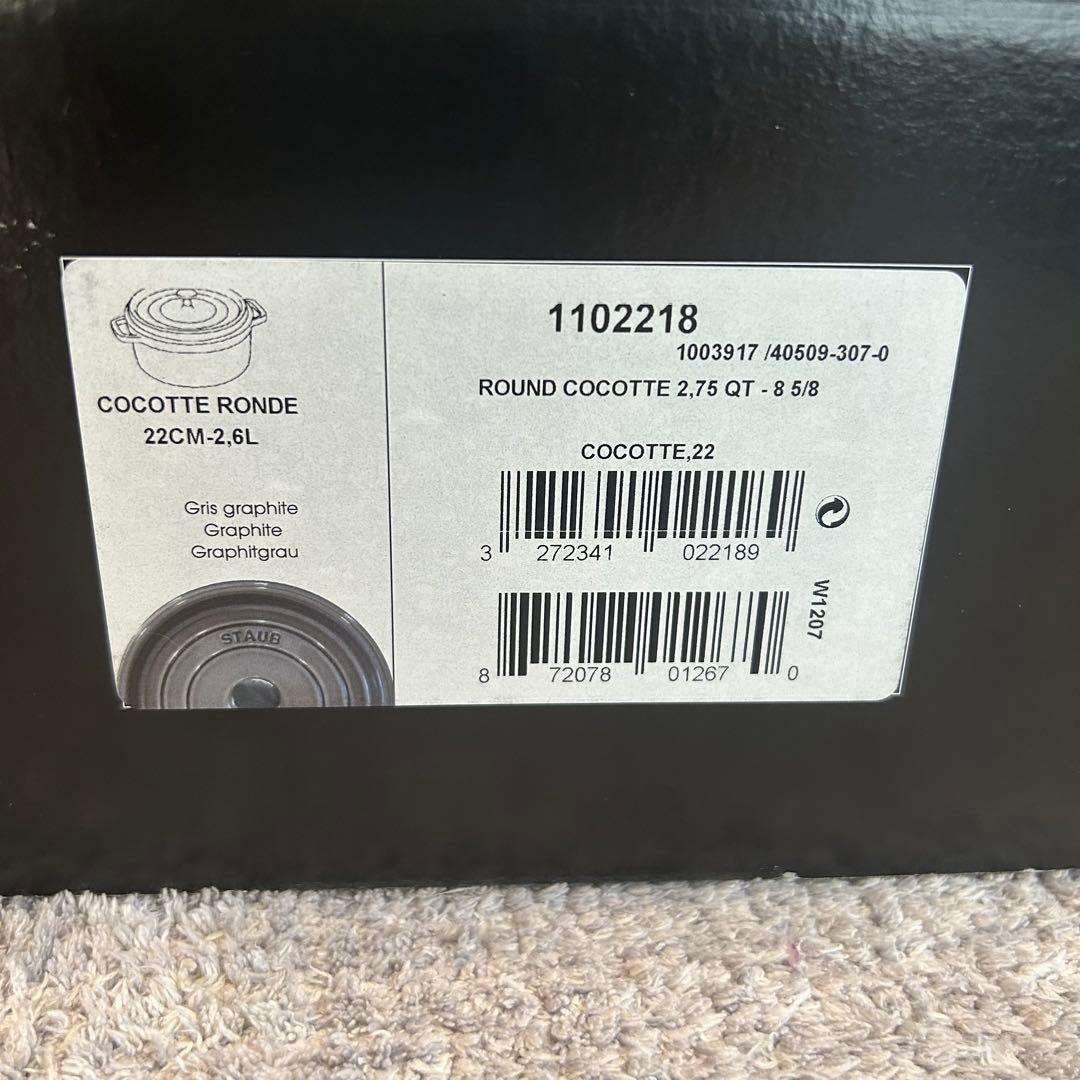 COCOTTE RONDE
22CM-2,6L
Gris graphite
Graphite
Graphitgrau
STAUB
1102218
1003917 /40509-307-0
ROUND COCOTTE 2,75 QT - 8 5/8
COCOTTE,22
3 272341 022189
W1207
8 72078 01267 0